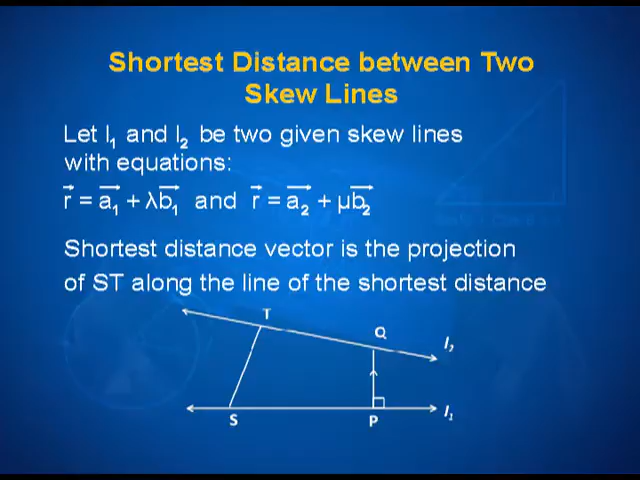 Shortest Distance between Two
Skew Lines
Let l₁ and l₂ be two given skew lines
with equations:
r⃗ = a₁⃗ + λb₁⃗ and r⃗ = a₂⃗ + μb₂⃗
Shortest distance vector is the projection
of ST along the line of the shortest distance
T
Q
l₂
S
P
l₁